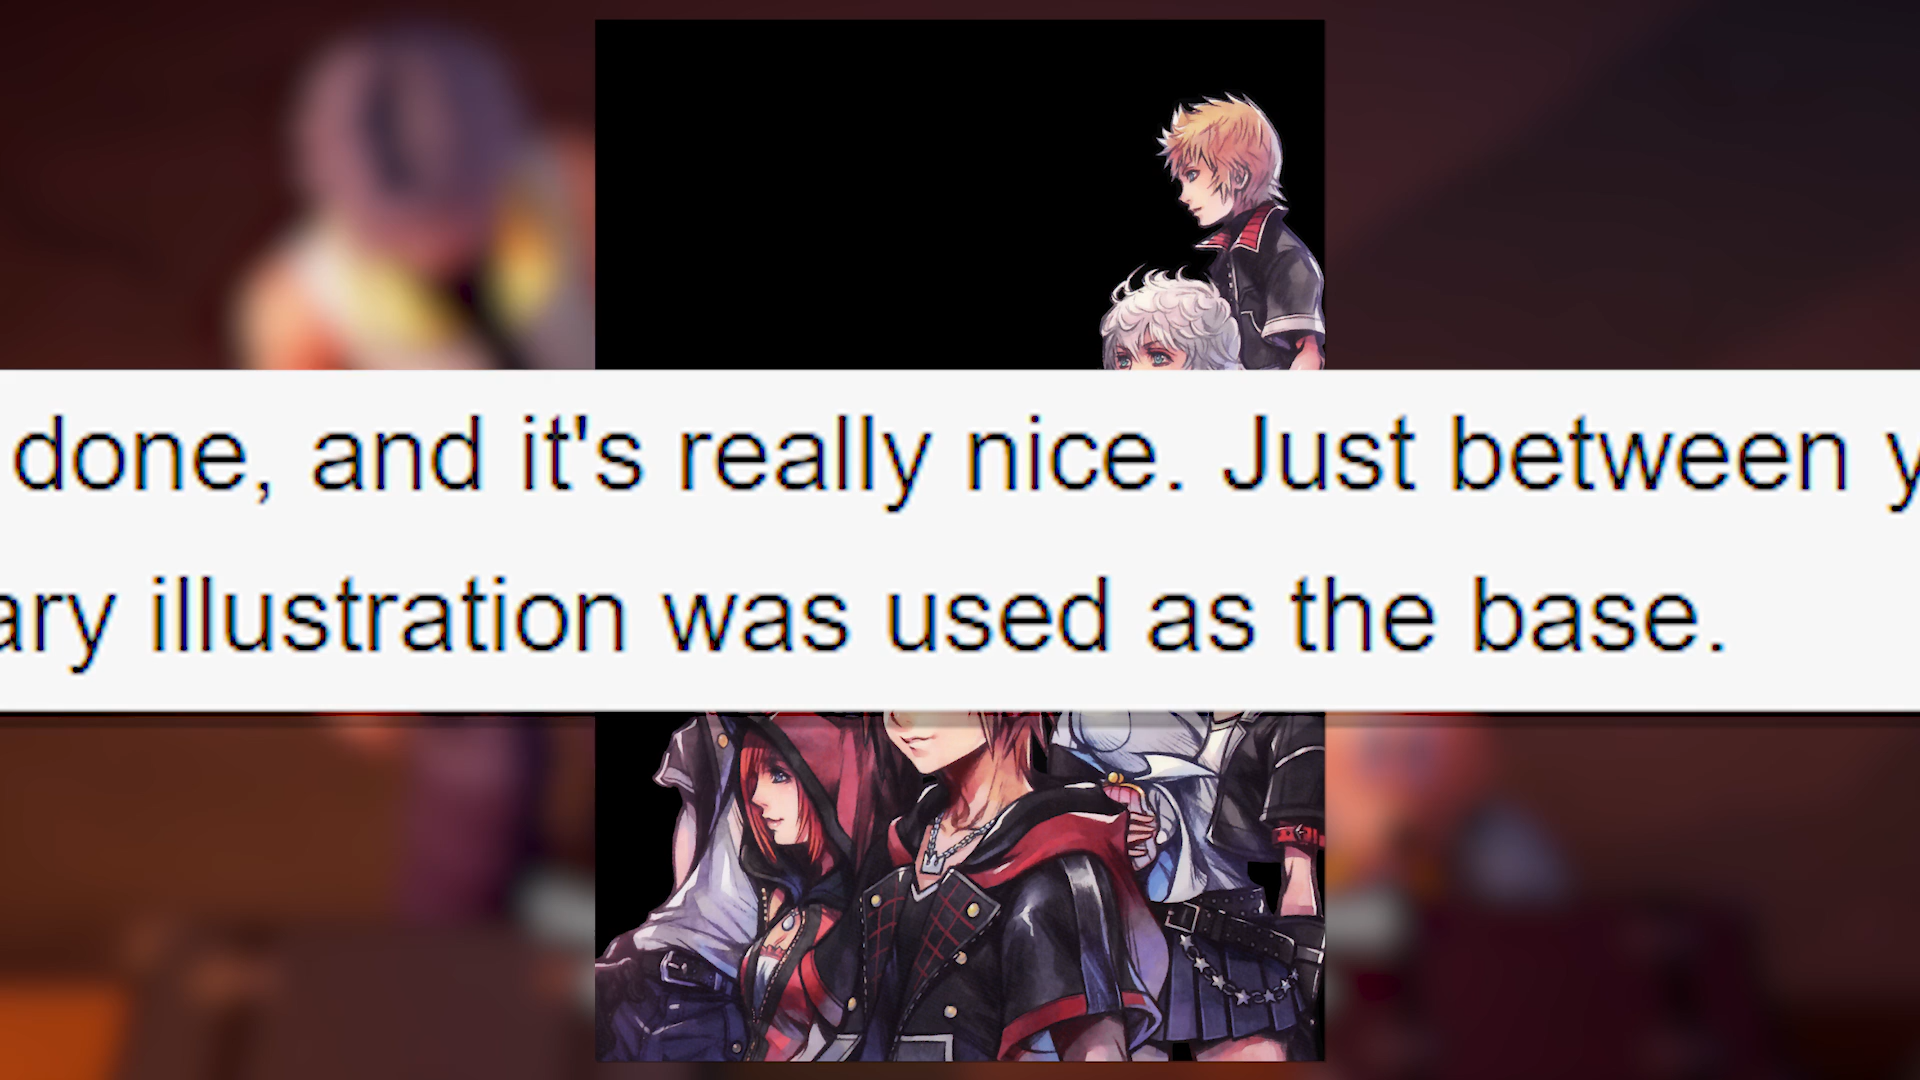 done, and it's really nice. Just between
illustration was used as the base.